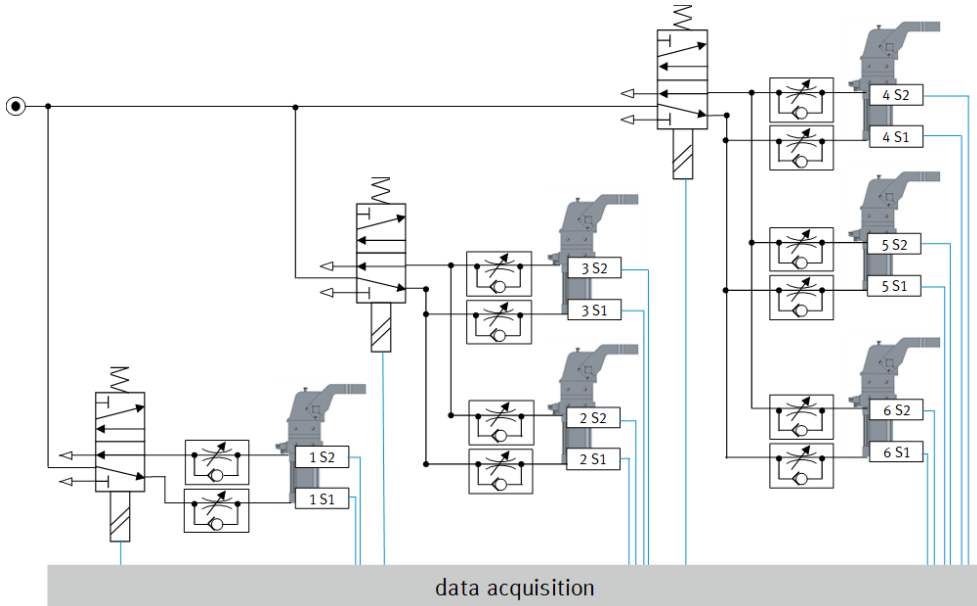 4 S2
4 S1
5 S2
5 S1
3 S2
3 S1
6 S2
6 S1
2 S2
2 S1
1 S2
1 S1
data acquisition